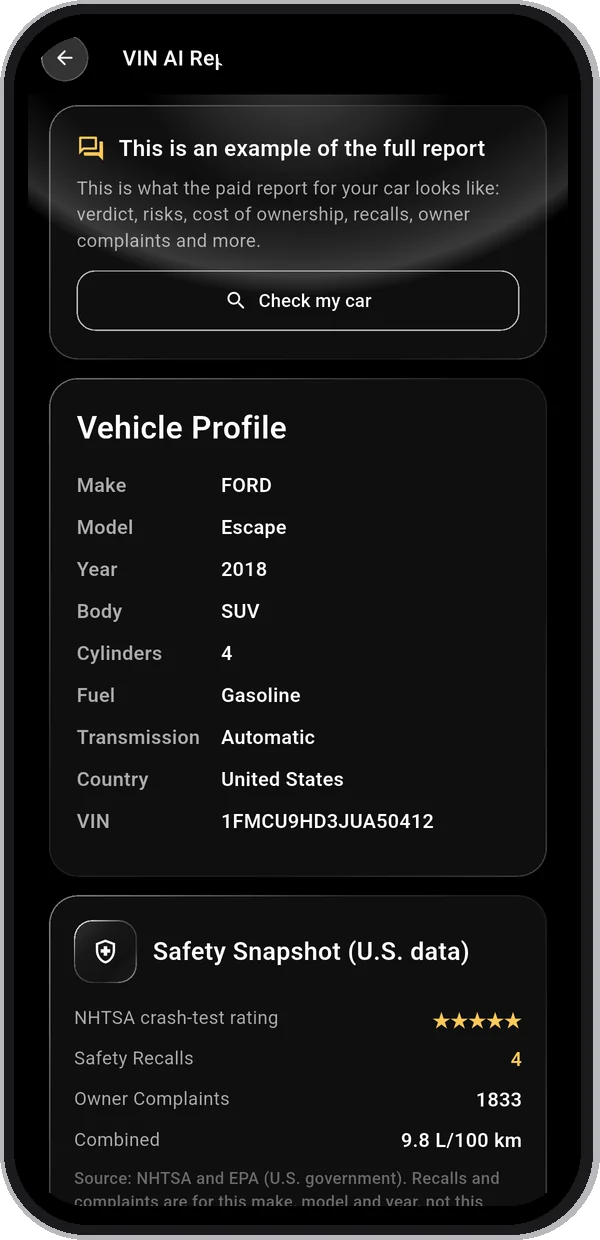 VIN AI Rep
This is an example of the full report
This is what the paid report for your car looks like:
verdict, risks, cost of ownership, recalls, owner
complaints and more.
Check my car
Vehicle Profile
Make FORD
Model Escape
Year 2018
Body SUV
Cylinders 4
Fuel Gasoline
Transmission Automatic
Country United States
VIN 1FMCU9HD3JUA50412
Safety Snapshot (U.S. data)
NHTSA crash-test rating ★★★★★
Safety Recalls 4
Owner Complaints 1833
Combined 9.8 L/100 km
Source: NHTSA and EPA (U.S. government). Recalls and
complaints are for this make, model and year, not this